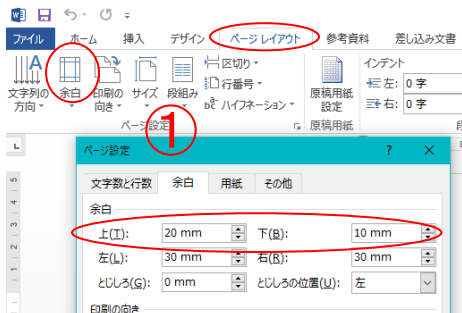 ファイル ホーム 挿入 デザイン ページ レイアウト 参考資料 差し込み文書
区切り インデント
行番号 左: 0 字
文字列の方向 余白 印刷の向き サイズ 段組み ハイフネーション 原稿用紙設定 右: 0 字
ページ設定 原稿用紙 段
1
ページ設定 ? ×
文字数と行数 余白 用紙 その他
余白
上(T): 20 mm 下(B): 10 mm
左(L): 30 mm 右(R): 30 mm
とじしろ(G): 0 mm とじしろの位置(U): 左
印刷の向き